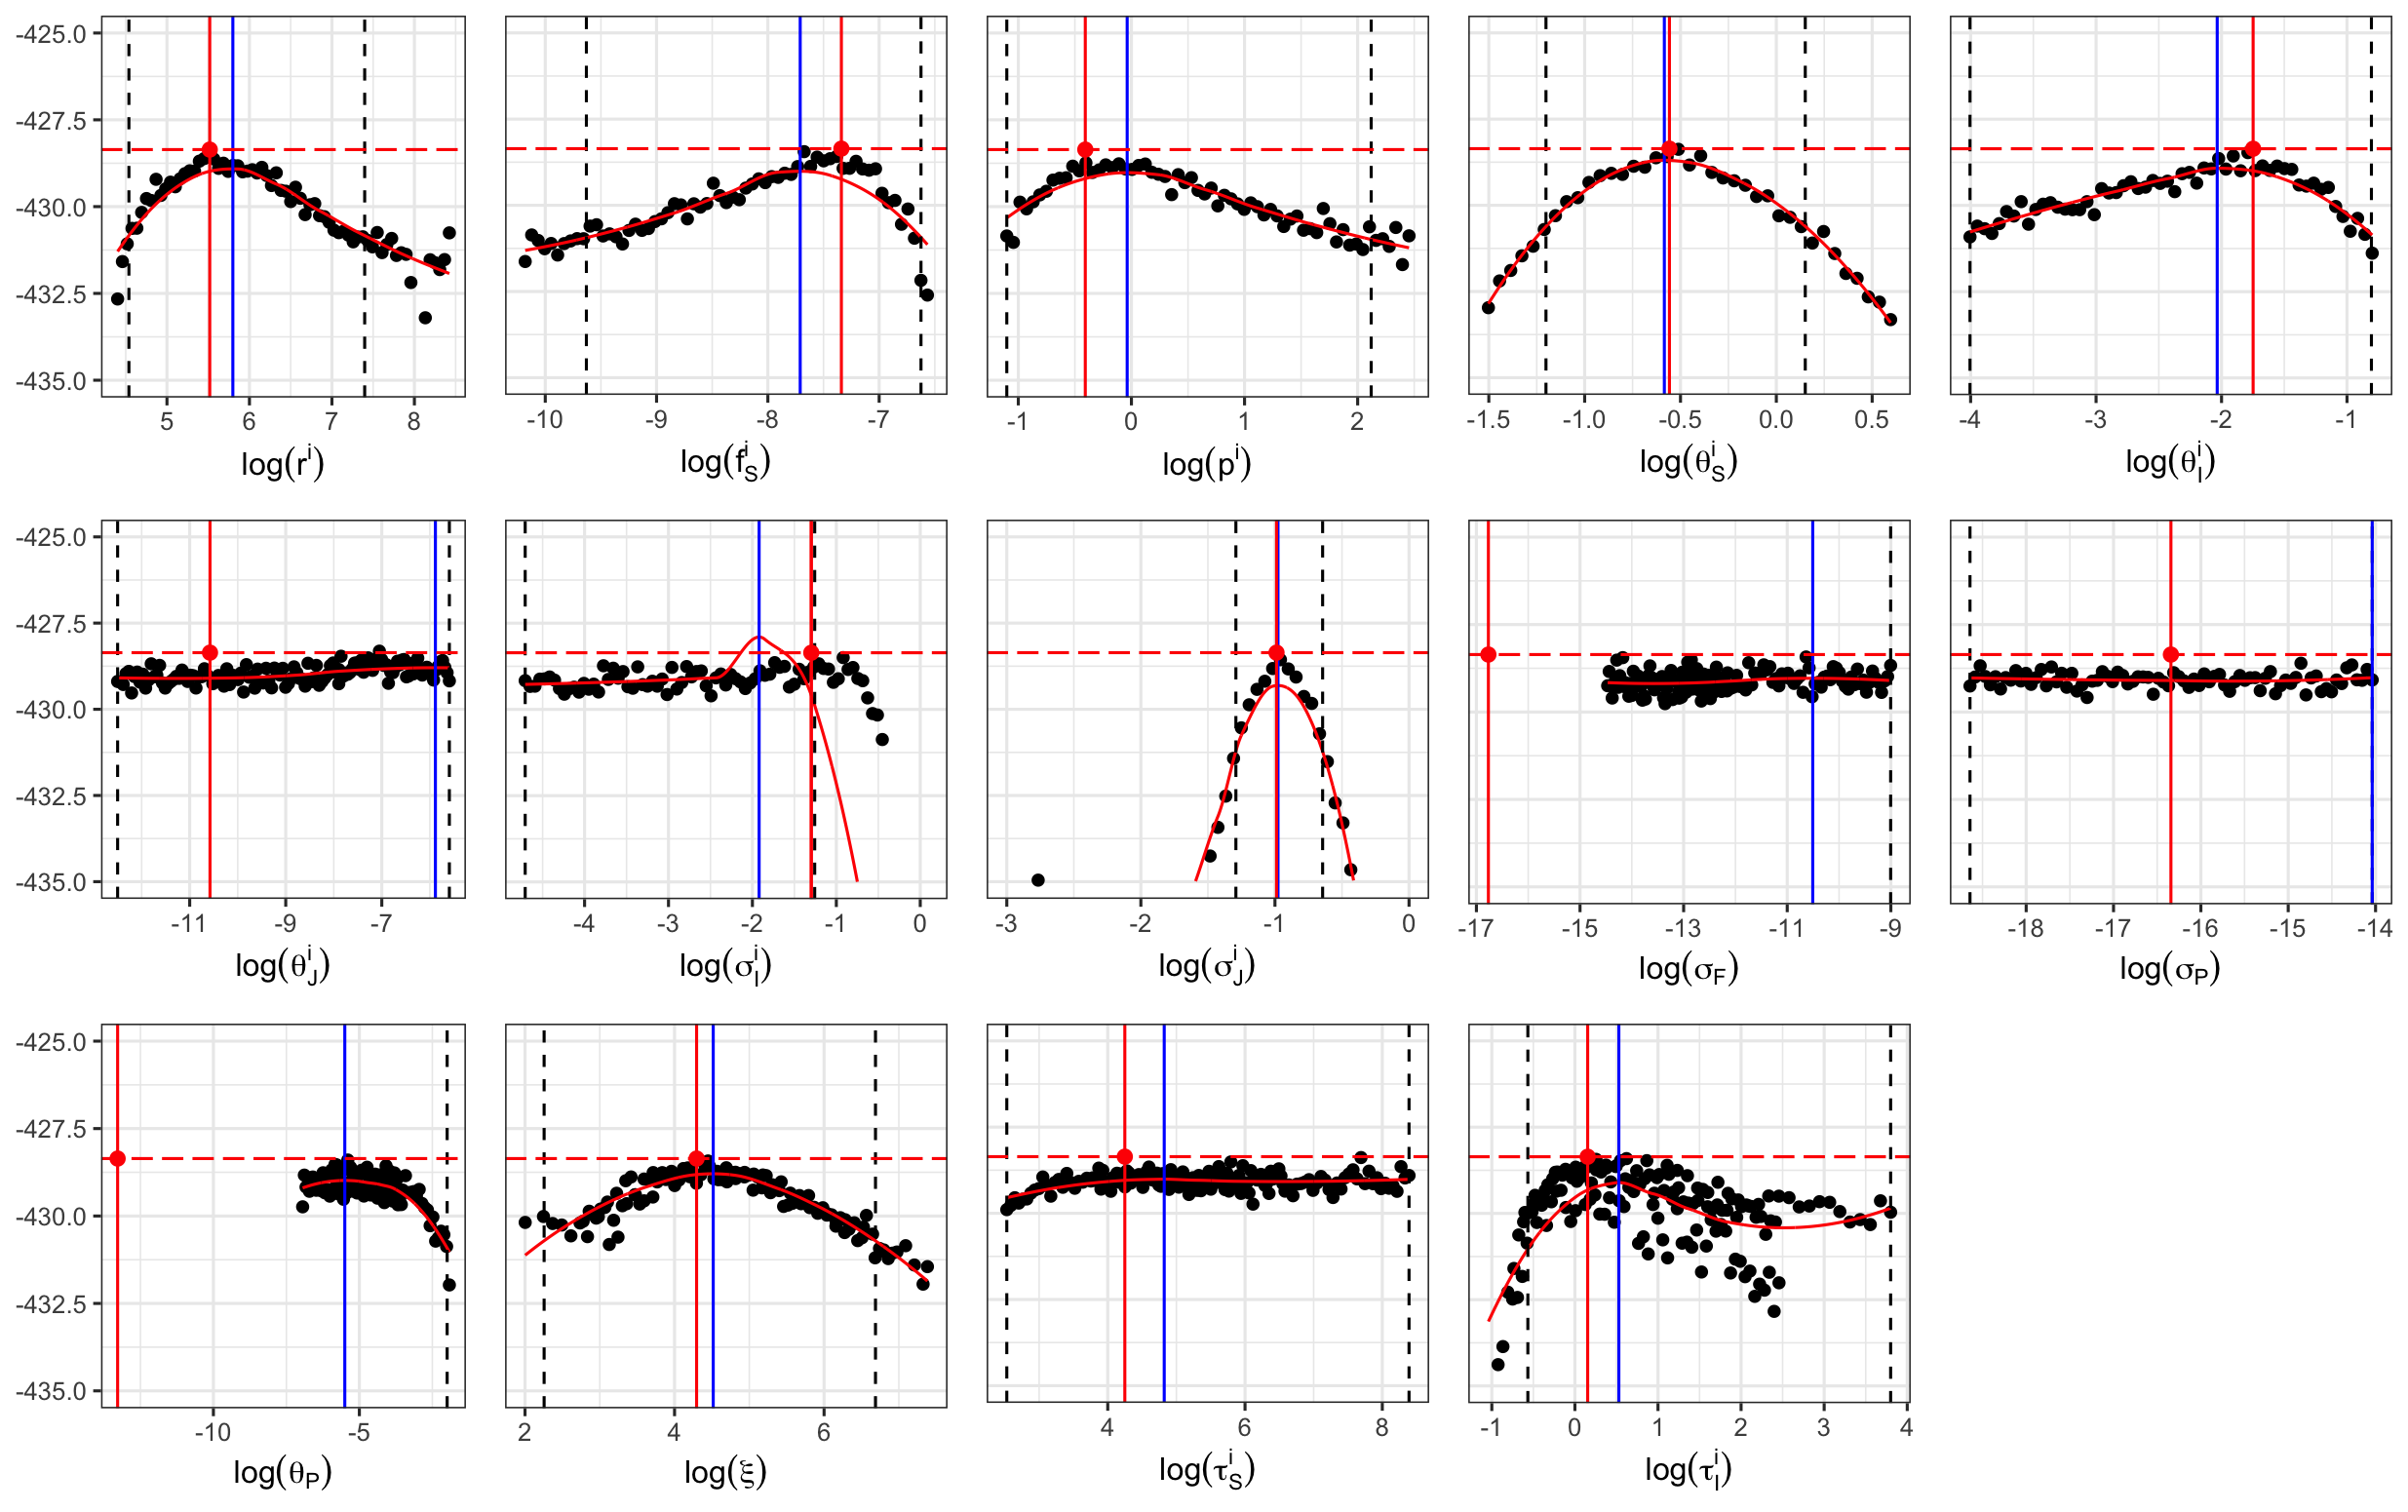 -425.0
-427.5
-430.0
-432.5
-435.0
5 6 7 8
-10 -9 -8 -7
-1 0 1 2
-1.5 -1.0 -0.5 0.0 0.5
-4 -3 -2 -1
log(r^i)
log(f_S^i)
log(p^i)
log(θ_S^i)
log(θ_I^i)
-425.0
-427.5
-430.0
-432.5
-435.0
-11 -9 -7
-4 -3 -2 -1 0
-3 -2 -1 0
-17 -15 -13 -11 -9
-18 -17 -16 -15 -14
log(θ_J^i)
log(σ_I^i)
log(σ_J^i)
log(σ_F)
log(σ_P)
-425.0
-427.5
-430.0
-432.5
-435.0
-10 -5
2 4 6
4 6 8
-1 0 1 2 3 4
log(θ_P)
log(ξ)
log(τ_S^i)
log(τ_I^i)